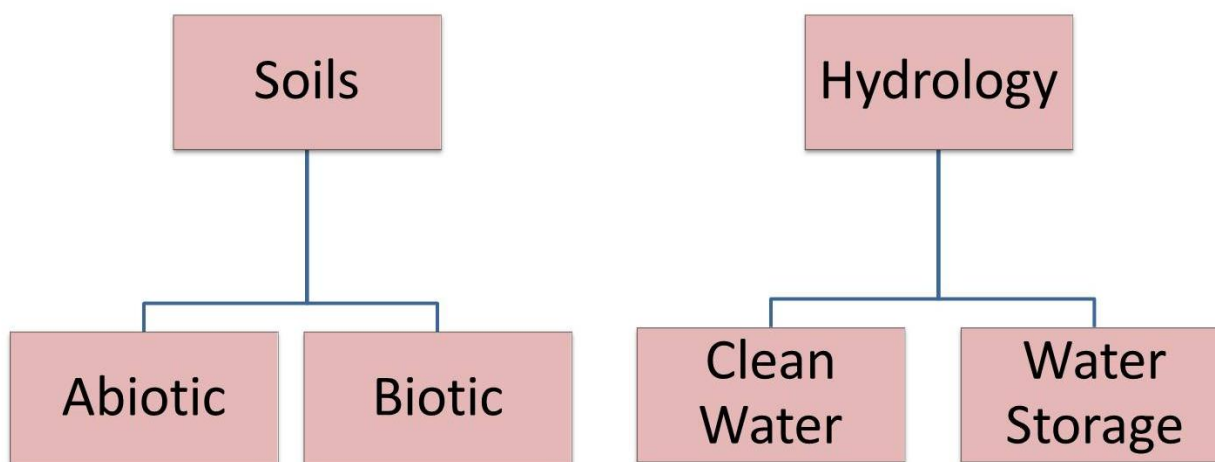 Soils
Hydrology
Abiotic
Biotic
Clean
Water
Water
Storage